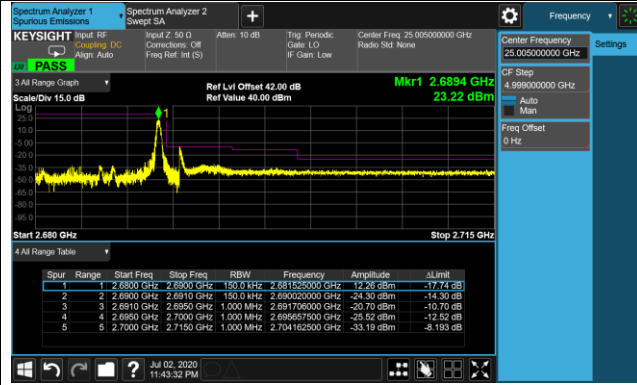 Spectrum Analyzer 1
Spurious Emissions
Spectrum Analyzer 2
Swept SA
Frequency
KEYSIGHT
Input: RF
Coupling: DC
Align: Auto
Input Z: 50 Ω
Corrections: Off
Freq Ref: Int (S)
Atten: 10 dB
Trig: Periodic
Gate: LO
IF Gain: Low
Center Freq: 25.005000000 GHz
Radio Std: None
PASS
Center Frequency
25.005000000 GHz
Settings
CF Step
4.999000000 GHz
Auto
Man
Freq Offset
0 Hz
3 All Range Graph
Scale/Div 15.0 dB
Ref Lvl Offset 42.00 dB
Ref Value 40.00 dBm
Mkr1 2.6894 GHz
23.22 dBm
Log
25.0
10.0
-5.00
-20.0
-35.0
-50.0
-65.0
-80.0
-95.0
1
Start 2.680 GHz
Stop 2.715 GHz
4 All Range Table
Spur Range Start Freq Stop Freq RBW Frequency Amplitude ΔLimit
1 1 2.6800 GHz 2.6900 GHz 150.0 kHz 2.681525000 GHz 12.26 dBm -17.74 dB
2 2 2.6900 GHz 2.6910 GHz 150.0 kHz 2.690020000 GHz -24.30 dBm -14.30 dB
3 3 2.6910 GHz 2.6950 GHz 1.000 MHz 2.691706000 GHz -20.70 dBm -10.70 dB
4 4 2.6950 GHz 2.7000 GHz 1.000 MHz 2.695657500 GHz -25.52 dBm -12.52 dB
5 5 2.7000 GHz 2.7150 GHz 1.000 MHz 2.704162500 GHz -33.19 dBm -8.193 dB
Jul 02, 2020
11:43:32 PM